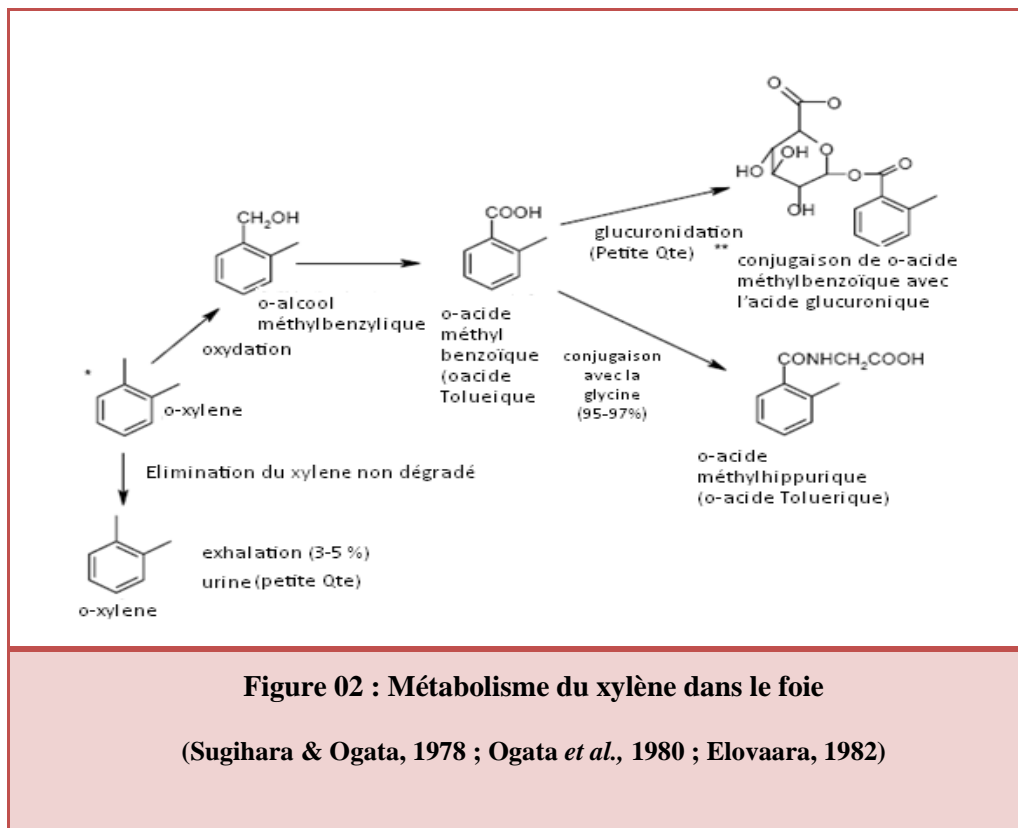 O
O
O
OH
HO
O
O
OH
CH₂OH
COOH
glucuronidation
(Petite Qte) **
conjugaison de o-acide
méthylbenzoïque avec
l'acide glucuronique
o-alcool
méthylbenzylique
oxydation
o-acide
méthyl
benzoïque
(oacide
Tolueique
conjugaison
avec la
glycine
(95-97%)
CONHCH₂COOH
*
o-xylene
o-acide
méthylhippurique
(o-acide Toluerique)
Elimination du xylene non dégradé
exhalation (3-5 %)
urine (petite Qte)
o-xylene
Figure 02 : Métabolisme du xylène dans le foie
(Sugihara & Ogata, 1978 ; Ogata et al., 1980 ; Elovaara, 1982)